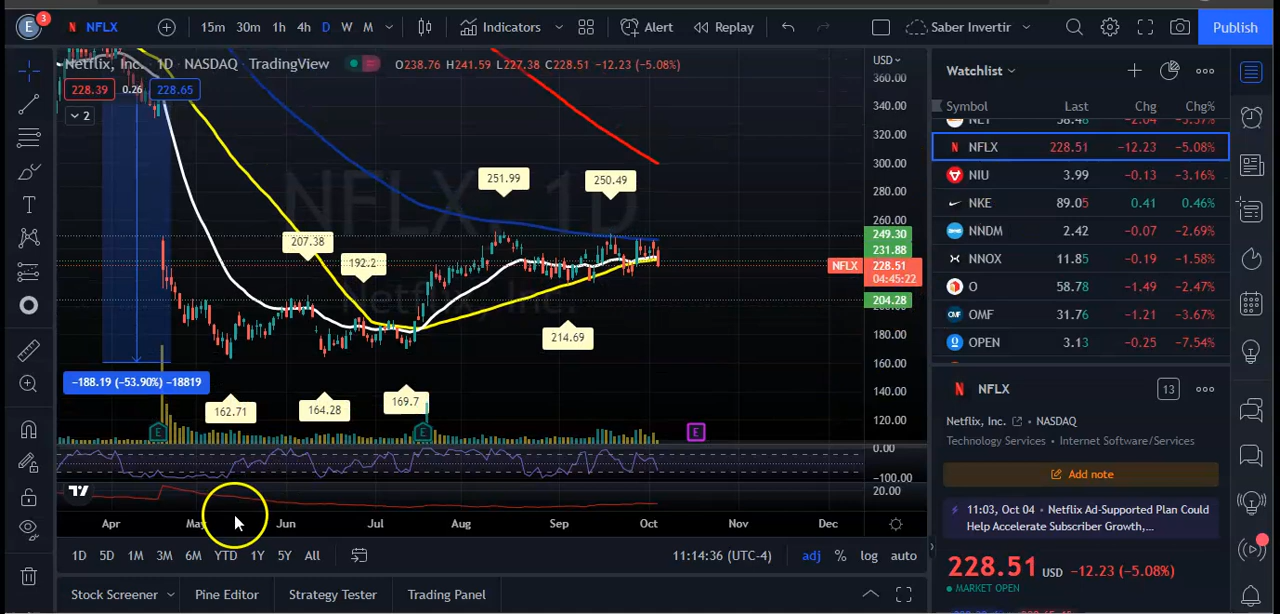 E 3 NFLX 15m 30m 1h 4h D W M Indicators Alert Replay Saber Invertir Publish
Netflix, Inc. · 1D · NASDAQ · TradingView O238.76 H241.59 L227.38 C228.51 −12.23 (−5.08%)
228.39 0.26 228.65
2
NFLX 1D
Netflix, Inc.
251.99
250.49
207.38
192.2
214.69
−188.19 (−53.90%) −18819
162.71
164.28
169.7
E E E
USD
360.00
340.00
320.00
300.00
280.00
260.00
249.30
231.88
NFLX 228.51
04:45:22
204.28
180.00
160.00
140.00
120.00
0.00
−100.00
20.00
Apr May Jun Jul Aug Sep Oct Nov Dec
1D 5D 1M 3M 6M YTD 1Y 5Y All 11:14:36 (UTC-4) adj % log auto
Stock Screener Pine Editor Strategy Tester Trading Panel
Watchlist
Symbol Last Chg Chg%
NFLX 228.51 −12.23 −5.08%
NIU 3.99 −0.13 −3.16%
NKE 89.05 0.41 0.46%
NNDM 2.42 −0.07 −2.69%
NNOX 11.85 −0.19 −1.58%
O 58.78 −1.49 −2.47%
OMF 31.76 −1.21 −3.67%
OPEN 3.13 −0.25 −7.54%
NFLX 13
Netflix, Inc. • NASDAQ
Technology Services • Internet Software/Services
Add note
11:03, Oct 04 • Netflix Ad-Supported Plan Could
Help Accelerate Subscriber Growth,...
228.51 USD −12.23 (−5.08%)
MARKET OPEN